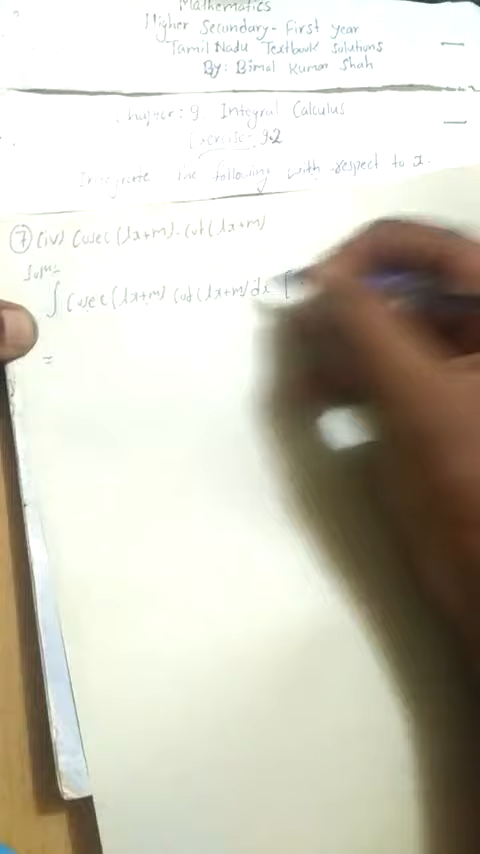 Mathematics
Higher Secundary - First year
Tamil Nadu Textbook solutions
By: Bimal Kumar Shah
Chapter: 9 Integral Calculus
Exercise- 9.2
Integrate the following with respect to x.
⑦ (iv) Cosec (lx+m). Cot (lx+m)
Soln:-
∫ Cosec (lx+m) Cot (lx+m) dx [
=